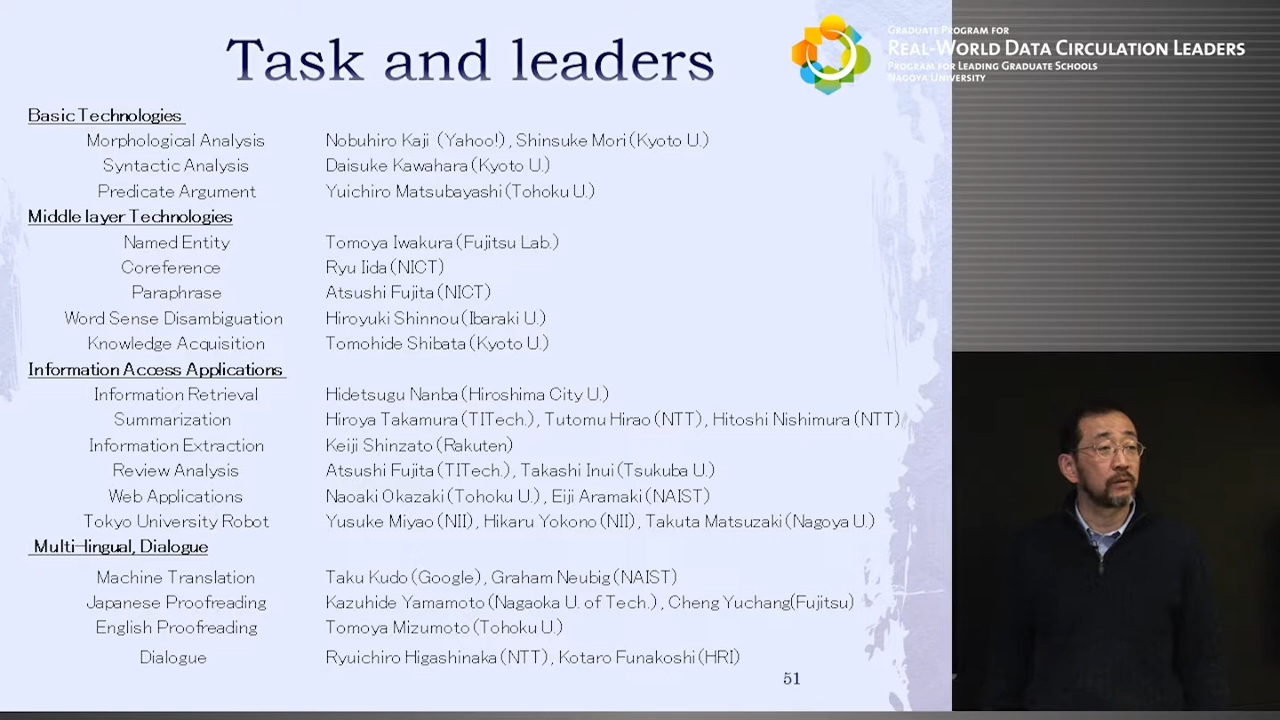 Task and leaders
GRADUATE PROGRAM FOR
REAL-WORLD DATA CIRCULATION LEADERS
PROGRAM FOR LEADING GRADUATE SCHOOLS
NAGOYA UNIVERSITY
Basic Technologies
Morphological Analysis Nobuhiro Kaji (Yahoo!), Shinsuke Mori(Kyoto U.)
Syntactic Analysis Daisuke Kawahara(Kyoto U.)
Predicate Argument Yuichiro Matsubayashi(Tohoku U.)
Middle layer Technologies
Named Entity Tomoya Iwakura(Fujitsu Lab.)
Coreference Ryu Iida(NICT)
Paraphrase Atsushi Fujita(NICT)
Word Sense Disambiguation Hiroyuki Shinnou(Ibaraki U.)
Knowledge Acquisition Tomohide Shibata(Kyoto U.)
Information Access Applications
Information Retrieval Hidetsugu Nanba(Hiroshima City U.)
Summarization Hiroya Takamura(TITech.), Tutomu Hirao(NTT), Hitoshi Nishimura(NTT)
Information Extraction Keiji Shinzato(Rakuten)
Review Analysis Atsushi Fujita(TITech.), Takashi Inui(Tsukuba U.)
Web Applications Naoaki Okazaki(Tohoku U.), Eiji Aramaki(NAIST)
Tokyo University Robot Yusuke Miyao(NII), Hikaru Yokono(NII), Takuta Matsuzaki(Nagoya U.)
Multi-lingual, Dialogue
Machine Translation Taku Kudo(Google), Graham Neubig(NAIST)
Japanese Proofreading Kazuhide Yamamoto(Nagaoka U. of Tech.), Cheng Yuchang(Fujitsu)
English Proofreading Tomoya Mizumoto(Tohoku U.)
Dialogue Ryuichiro Higashinaka(NTT), Kotaro Funakoshi(HRI)
51